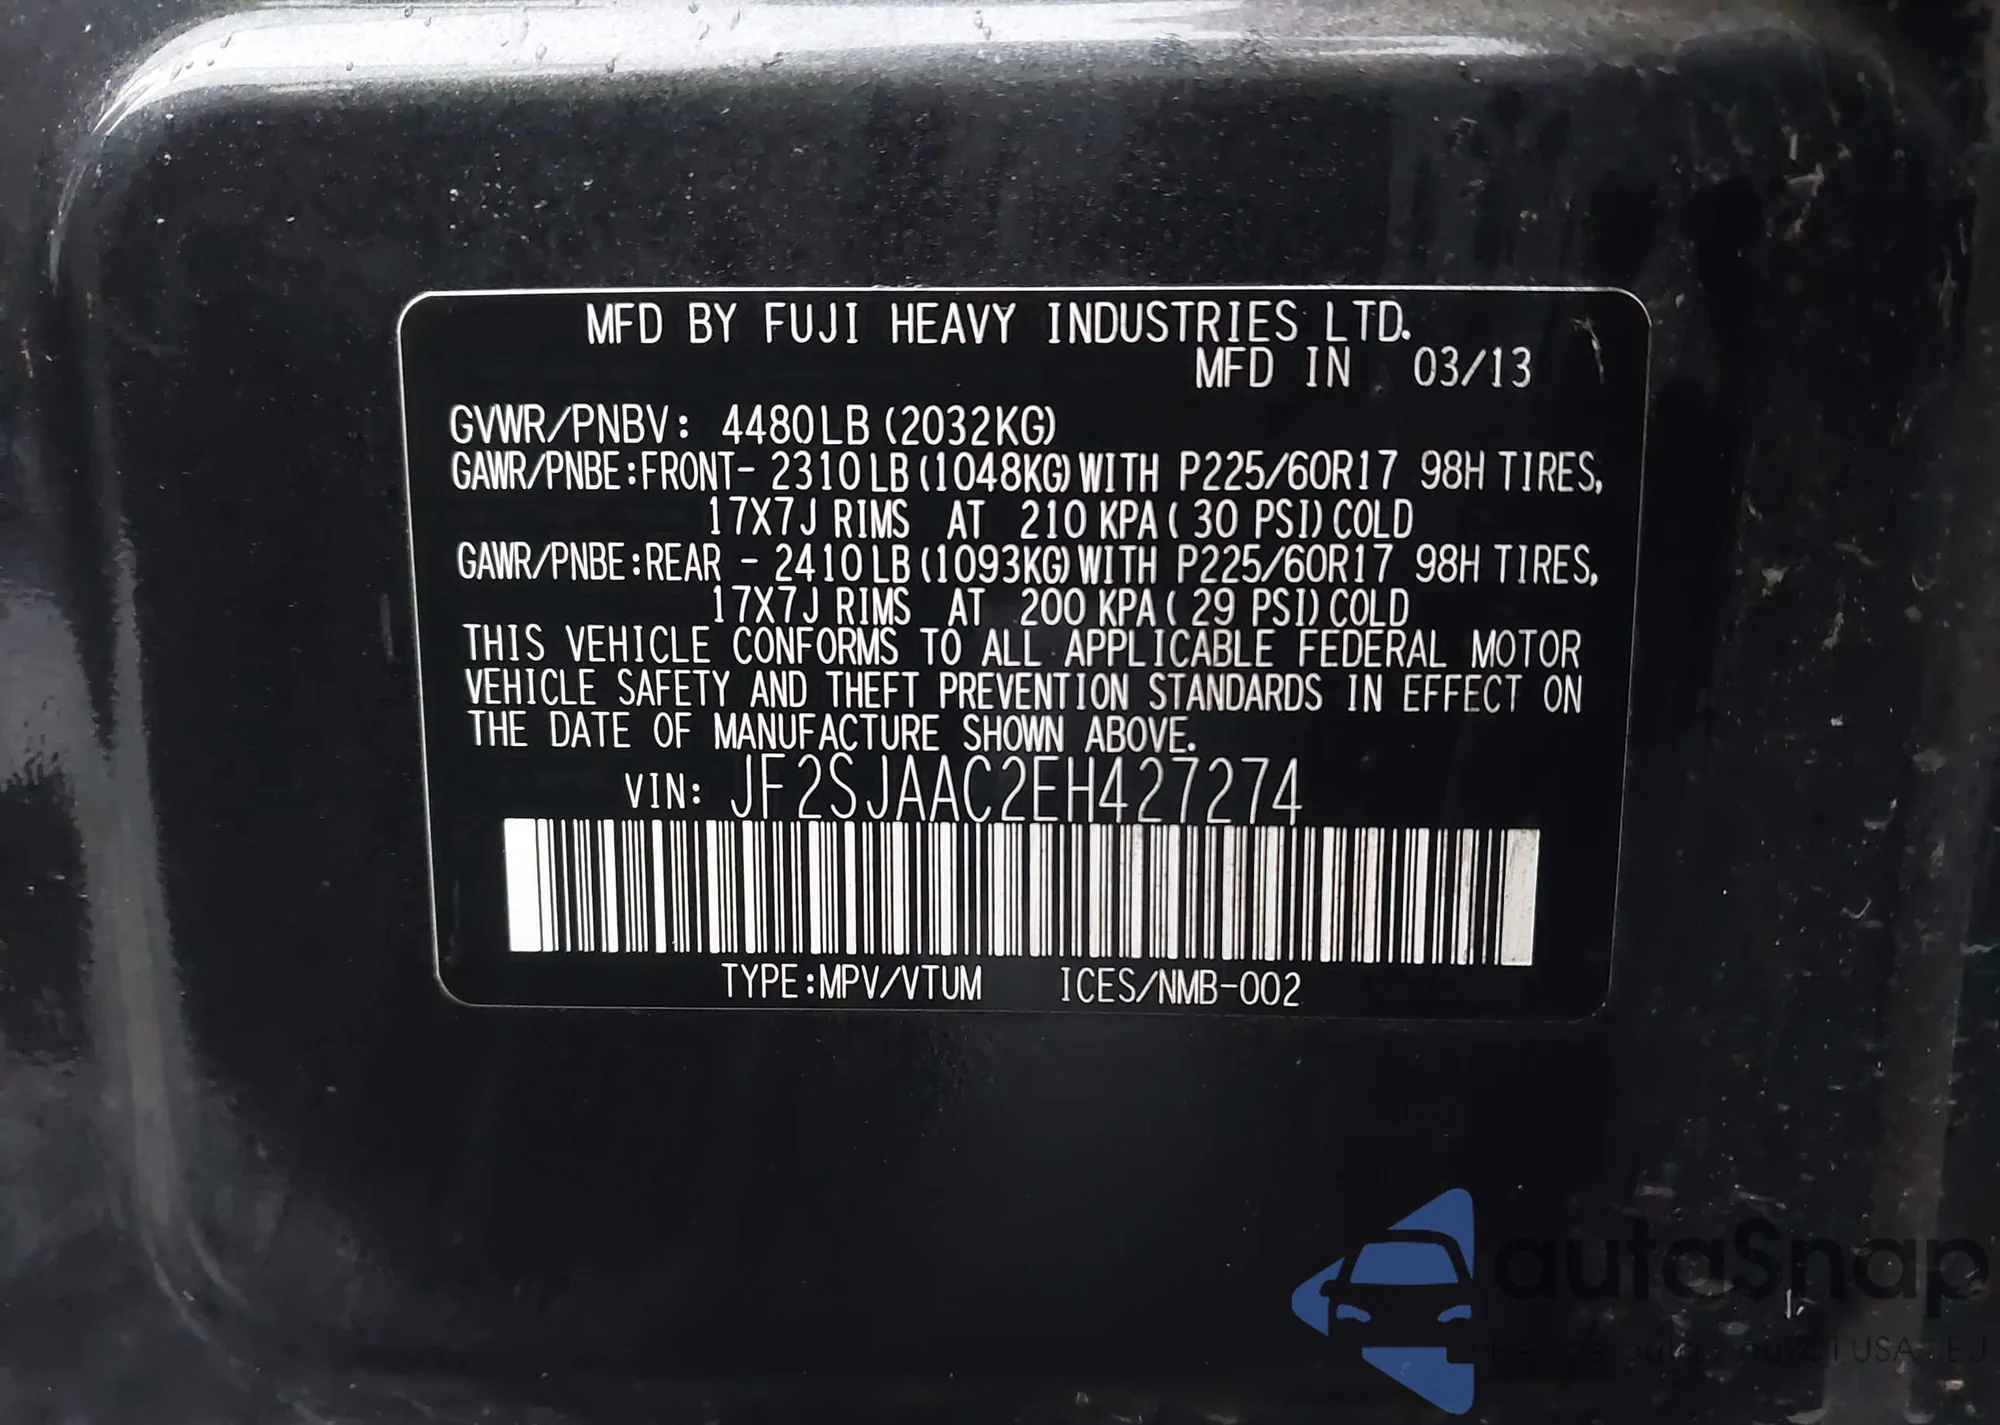 MFD BY FUJI HEAVY INDUSTRIES LTD.
MFD IN 03/13
GVWR/PNBV: 4480LB (2032KG)
GAWR/PNBE:FRONT- 2310 LB (1048KG) WITH P225/60R17 98H TIRES,
17X7J RIMS AT 210 KPA ( 30 PSI) COLD
GAWR/PNBE:REAR - 2410 LB (1093KG) WITH P225/60R17 98H TIRES,
17X7J RIMS AT 200 KPA ( 29 PSI) COLD
THIS VEHICLE CONFORMS TO ALL APPLICABLE FEDERAL MOTOR
VEHICLE SAFETY AND THEFT PREVENTION STANDARDS IN EFFECT ON
THE DATE OF MANUFACTURE SHOWN ABOVE.
VIN: JF2SJAAC2EH427274
TYPE:MPV/VTUM ICES/NMB-002
autoSnap
USA